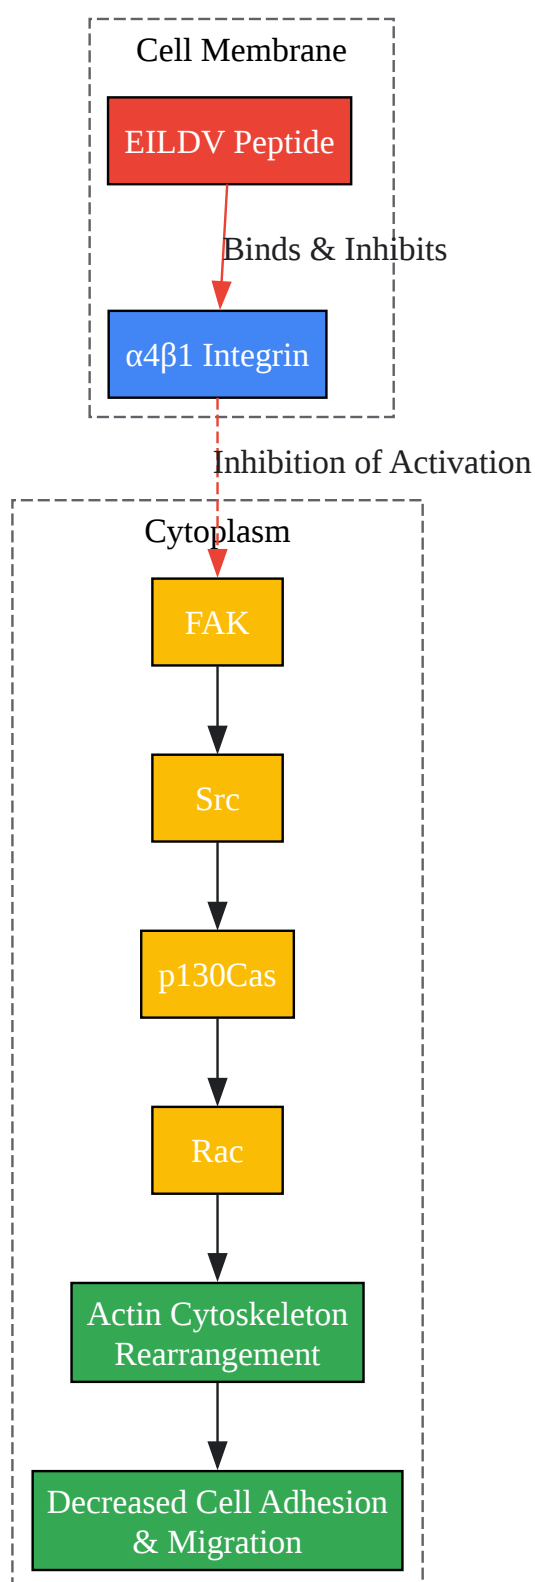 Cell Membrane
EILDV Peptide
Binds & Inhibits
α4β1 Integrin
Inhibition of Activation
Cytoplasm
FAK
Src
p130Cas
Rac
Actin Cytoskeleton
Rearrangement
Decreased Cell Adhesion
& Migration